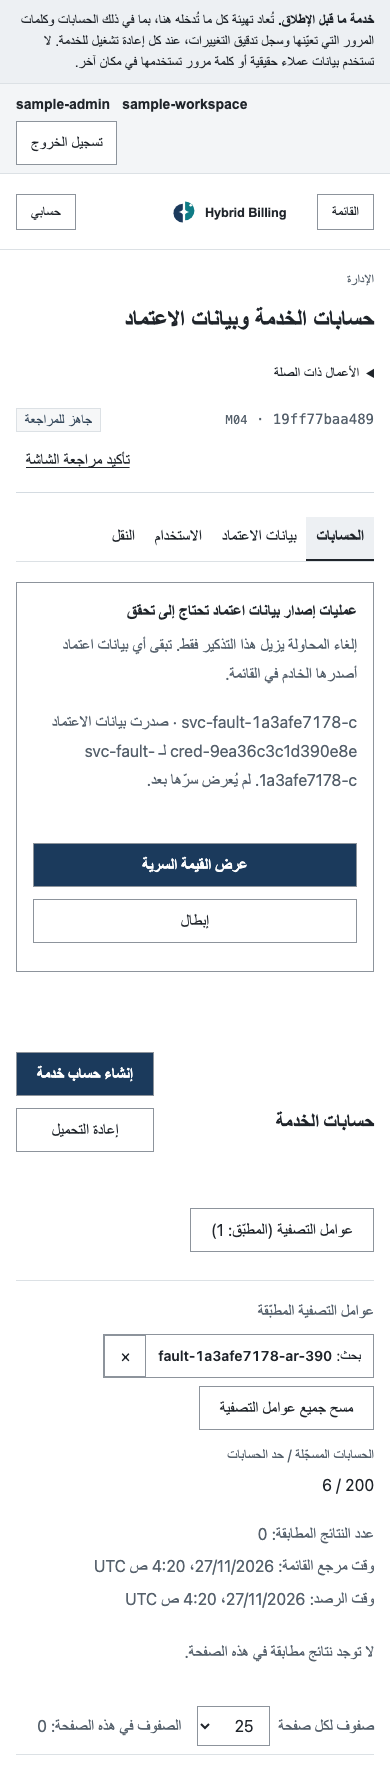 خدمة ما قبل الإطلاق. تُعاد تهيئة كل ما تُدخله هنا، بما في ذلك الحسابات وكلمات
المرور التي تعيّنها وسجل تدقيق التغييرات، عند كل إعادة تشغيل للخدمة. لا
تستخدم بيانات عملاء حقيقية أو كلمة مرور تستخدمها في مكان آخر.
sample-admin sample-workspace
تسجيل الخروج
القائمة
Hybrid Billing
حسابي
الإدارة
حسابات الخدمة وبيانات الاعتماد
◀ الأعمال ذات الصلة
M04 · 19ff77baa489
جاهز للمراجعة
تأكيد مراجعة الشاشة
الحسابات
بيانات الاعتماد
الاستخدام
النقل
عمليات إصدار بيانات اعتماد تحتاج إلى تحقق
إلغاء المحاولة يزيل هذا التذكير فقط. تبقى أي بيانات اعتماد
أصدرها الخادم في القائمة.
svc-fault-1a3afe7178-c · صدرت بيانات الاعتماد
cred-9ea36c3c1d390e8e لـ svc-fault-
1a3afe7178-c. لم يُعرض سرّها بعد.
عرض القيمة السرية
إبطال
إنشاء حساب خدمة
حسابات الخدمة
إعادة التحميل
عوامل التصفية (المطبّق: 1)
عوامل التصفية المطبّقة
بحث: fault-1a3afe7178-ar-390 ×
مسح جميع عوامل التصفية
الحسابات المسجّلة / حد الحسابات
6 / 200
عدد النتائج المطابقة: 0
وقت مرجع القائمة: 27/11/2026، 4:20 ص UTC
وقت الرصد: 27/11/2026، 4:20 ص UTC
لا توجد نتائج مطابقة في هذه الصفحة.
صفوف لكل صفحة 25 الصفوف في هذه الصفحة: 0